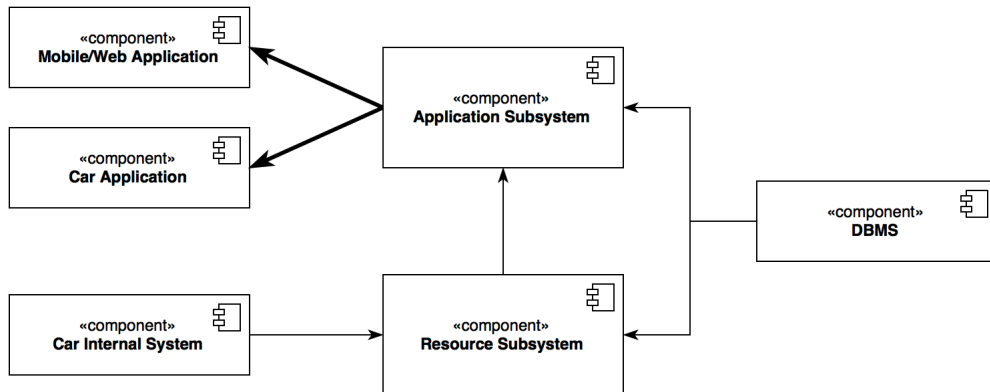 «component»
Mobile/Web Application
«component»
Application Subsystem
«component»
Car Application
«component»
DBMS
«component»
Car Internal System
«component»
Resource Subsystem